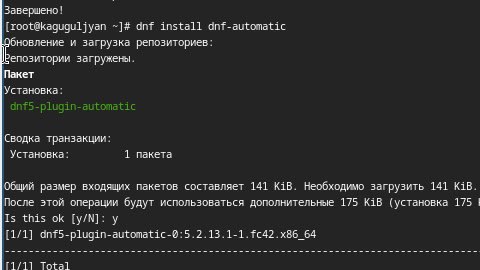 Завершено!
[root@kaguguljyan ~]# dnf install dnf-automatic
Обновление и загрузка репозиториев:
Репозитории загружены.
Пакет
Установка:
dnf5-plugin-automatic
Сводка транзакции:
Установка: 1 пакета
Общий размер входящих пакетов составляет 141 KiB. Необходимо загрузить 141 KiB.
После этой операции будут использоваться дополнительные 175 KiB (установка 175
Is this ok [y/N]: y
[1/1] dnf5-plugin-automatic-0:5.2.13.1-1.fc42.x86_64
--------------------------------------------------------------------------------
[1/1] Total